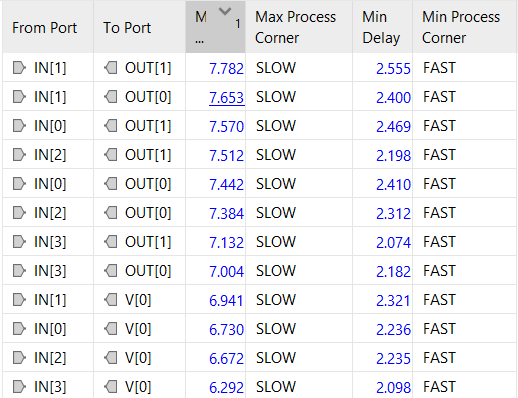 From Port To Port M ... 1 Max Process Corner Min Delay Min Process Corner
IN[1] OUT[1] 7.782 SLOW 2.555 FAST
IN[1] OUT[0] 7.653 SLOW 2.400 FAST
IN[0] OUT[1] 7.570 SLOW 2.469 FAST
IN[2] OUT[1] 7.512 SLOW 2.198 FAST
IN[0] OUT[0] 7.442 SLOW 2.410 FAST
IN[2] OUT[0] 7.384 SLOW 2.312 FAST
IN[3] OUT[1] 7.132 SLOW 2.074 FAST
IN[3] OUT[0] 7.004 SLOW 2.182 FAST
IN[1] V[0] 6.941 SLOW 2.321 FAST
IN[0] V[0] 6.730 SLOW 2.236 FAST
IN[2] V[0] 6.672 SLOW 2.235 FAST
IN[3] V[0] 6.292 SLOW 2.098 FAST